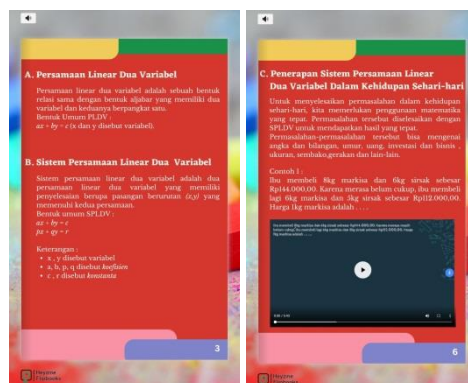 A. Persamaan Linear Dua Variabel
Persamaan linear dua variabel adalah sebuah bentuk
relasi sama dengan bentuk aljabar yang memiliki dua
variabel dan keduanya berpangkat satu.
Bentuk Umum PLDV :
ax + by = c (x dan y disebut variabel).
B. Sistem Persamaan Linear Dua Variabel
Sistem persamaan linear dua variabel adalah dua
persamaan linear dua variabel yang memiliki
penyelesaian berupa pasangan berurutan (x,y) yang
memenuhi kedua persamaan.
Bentuk umum SPLDV :
ax + by = c
px + qy = r
Keterangan :
• x , y disebut variabel
• a, b, p, q disebut koefisien
• c , r disebut konstanta
3
Heyzine
Flipbooks
C. Penerapan Sistem Persamaan Linear
Dua Variabel Dalam Kehidupan Sehari-hari
Untuk menyelesaikan permasalahan dalam kehidupan
sehari-hari, kita memerlukan penggunaan matematika
yang tepat. Permasalahan tersebut diselesaikan dengan
SPLDV untuk mendapatkan hasil yang tepat.
Permasalahan-permasalahan tersebut bisa mengenai
angka dan bilangan, umur, uang, investasi dan bisnis ,
ukuran, sembako,gerakan dan lain-lain.
Contoh 1 :
Ibu membeli 8kg markisa dan 6kg sirsak sebesar
Rp144.000,00. Karena merasa belum cukup, ibu membeli
lagi 6kg markisa dan 5kg sirsak sebesar Rp112.000,00.
Harga 1kg markisa adalah . . . .
6
Heyzine
Flipbooks